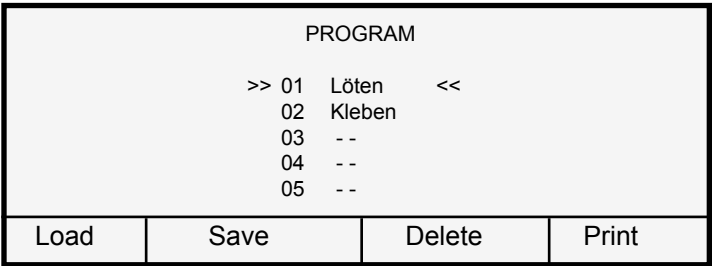 PROGRAM
>> 01 Löten <<
02 Kleben
03 - -
04 - -
05 - -
Load Save Delete Print